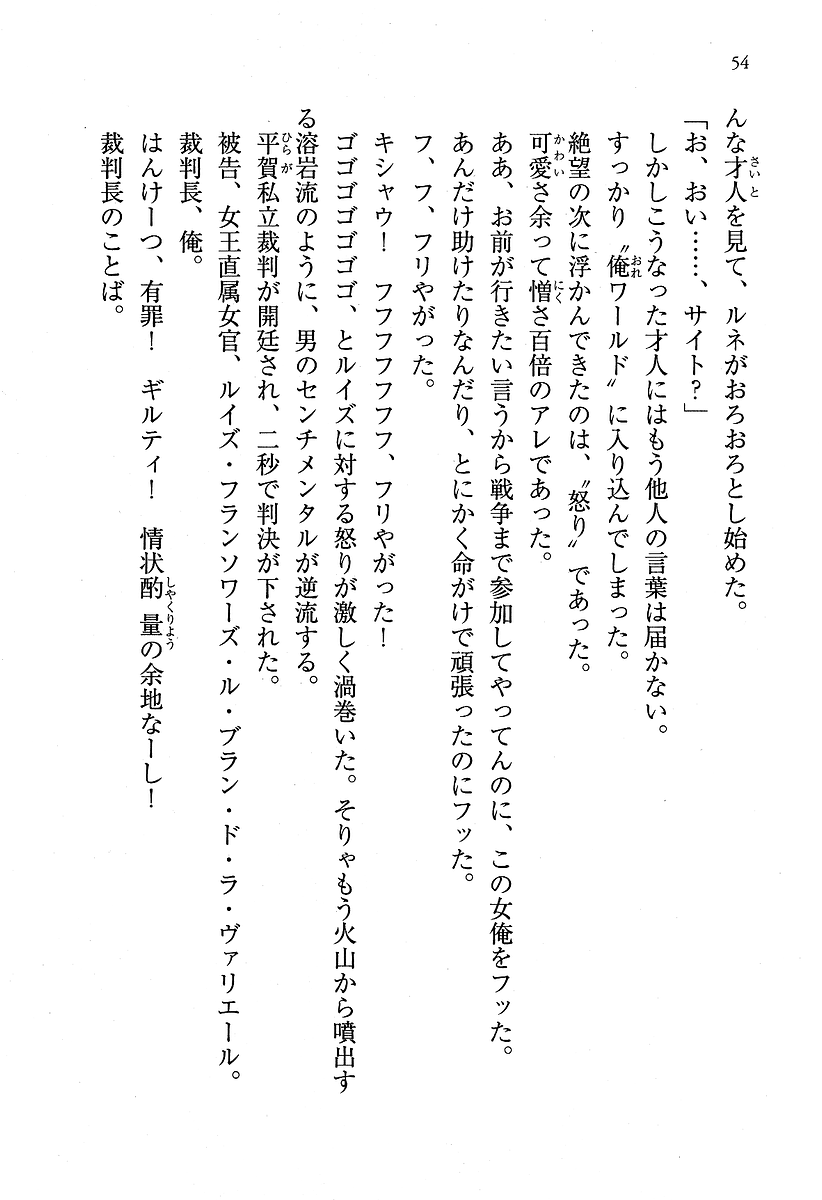 54
んな才人を見て、ルネがおろおろとし始めた。
「お、おい……、サイト?」
しかしこうなった才人にはもう他人の言葉は届かない。
すっかり〝俺ワールド〟に入り込んでしまった。
絶望の次に浮かんできたのは、〝怒り〟であった。
可愛さ余って憎さ百倍のアレであった。
ああ、お前が行きたい言うから戦争まで参加してやってんのに、この女俺をフッた。
あんだけ助けたりなんだり、とにかく命がけで頑張ったのにフッた。
フ、フ、フリやがった。
キシャウ! フフフフフフ、フリやがった!
ゴゴゴゴゴゴ、とルイズに対する怒りが激しく渦巻いた。そりゃもう火山から噴出す
る溶岩流のように、男のセンチメンタルが逆流する。
平賀私立裁判が開廷され、二秒で判決が下された。
被告、女王直属女官、ルイズ・フランソワーズ・ル・ブラン・ド・ラ・ヴァリエール。
裁判長、俺。
はんけーつ、有罪! ギルティ! 情状酌量の余地なーし!
裁判長のことば。